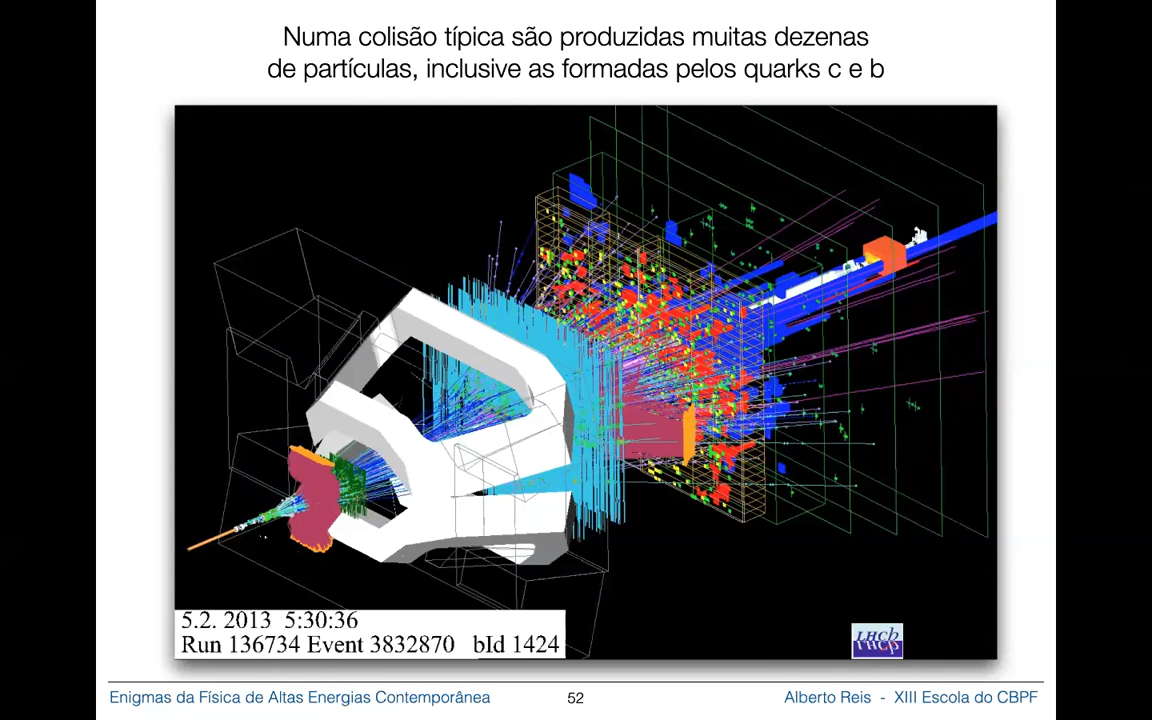 Numa colisão típica são produzidas muitas dezenas
de partículas, inclusive as formadas pelos quarks c e b
5.2. 2013 5:30:36
Run 136734 Event 3832870 bId 1424
LHCb
Enigmas da Física de Altas Energias Contemporânea
52
Alberto Reis - XIII Escola do CBPF